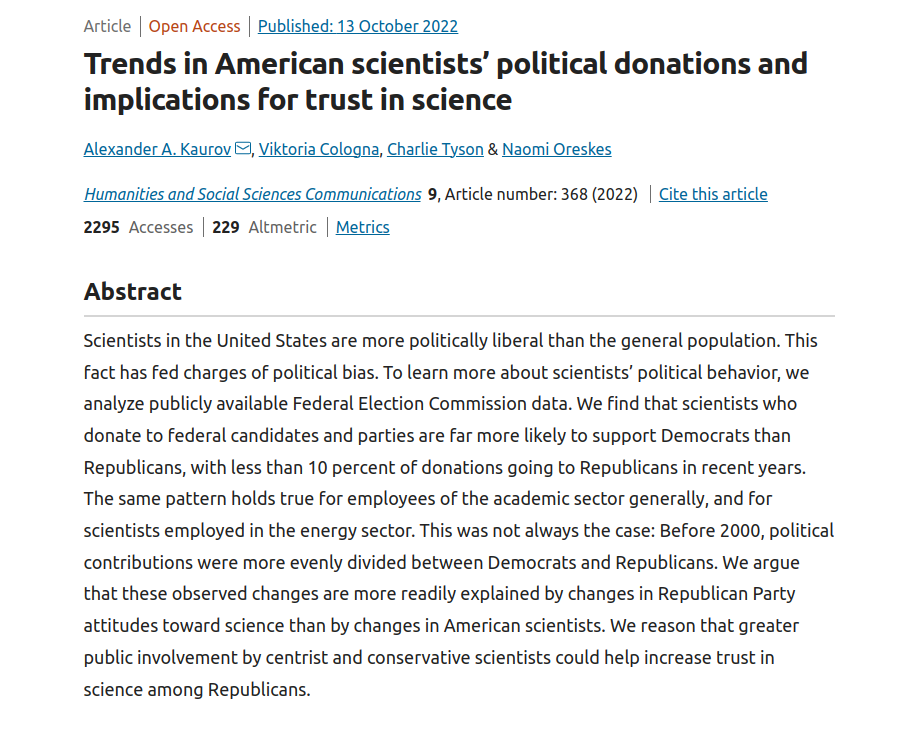 Article | Open Access | Published: 13 October 2022
Trends in American scientists’ political donations and
implications for trust in science
Alexander A. Kaurov, Viktoria Cologna, Charlie Tyson & Naomi Oreskes
Humanities and Social Sciences Communications 9, Article number: 368 (2022) | Cite this article
2295 Accesses | 229 Altmetric | Metrics
Abstract
Scientists in the United States are more politically liberal than the general population. This
fact has fed charges of political bias. To learn more about scientists’ political behavior, we
analyze publicly available Federal Election Commission data. We find that scientists who
donate to federal candidates and parties are far more likely to support Democrats than
Republicans, with less than 10 percent of donations going to Republicans in recent years.
The same pattern holds true for employees of the academic sector generally, and for
scientists employed in the energy sector. This was not always the case: Before 2000, political
contributions were more evenly divided between Democrats and Republicans. We argue
that these observed changes are more readily explained by changes in Republican Party
attitudes toward science than by changes in American scientists. We reason that greater
public involvement by centrist and conservative scientists could help increase trust in
science among Republicans.